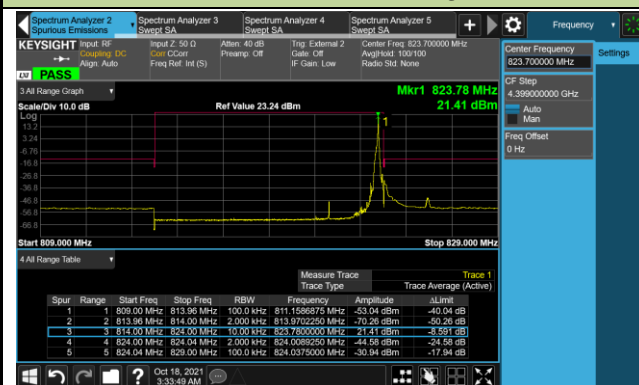 Spectrum Analyzer 2
Spurious Emissions
Spectrum Analyzer 3
Swept SA
Spectrum Analyzer 4
Swept SA
Spectrum Analyzer 5
Swept SA
Frequency
KEYSIGHT
Input: RF
Coupling: DC
Align: Auto
Input Z: 50 Ω
Corr CCorr
Freq Ref: Int (S)
Atten: 40 dB
Preamp: Off
Trig: External 2
Gate: Off
IF Gain: Low
Center Freq: 823.700000 MHz
Avg|Hold: 100/100
Radio Std: None
LNI PASS
Center Frequency
823.700000 MHz
Settings
CF Step
4.399000000 GHz
Auto
Man
Freq Offset
0 Hz
3 All Range Graph
Mkr1 823.78 MHz
21.41 dBm
Scale/Div 10.0 dB
Ref Value 23.24 dBm
Log
13.2
3.24
-6.76
-16.8
-26.8
-36.8
-46.8
-56.8
-66.8
1
Start 809.000 MHz
Stop 829.000 MHz
4 All Range Table
Measure Trace Trace 1
Trace Type Trace Average (Active)
Spur Range Start Freq Stop Freq RBW Frequency Amplitude ΔLimit
1 1 809.00 MHz 813.96 MHz 100.0 kHz 811.1586875 MHz -53.04 dBm -40.04 dB
2 2 813.96 MHz 814.00 MHz 2.000 kHz 813.9702250 MHz -70.26 dBm -50.26 dB
3 3 814.00 MHz 824.00 MHz 10.00 kHz 823.7800000 MHz 21.41 dBm -8.591 dB
4 4 824.00 MHz 824.04 MHz 2.000 kHz 824.0089250 MHz -44.58 dBm -24.58 dB
5 5 824.04 MHz 829.00 MHz 100.0 kHz 824.0375000 MHz -30.94 dBm -17.94 dB
Oct 18, 2021
3:33:49 AM